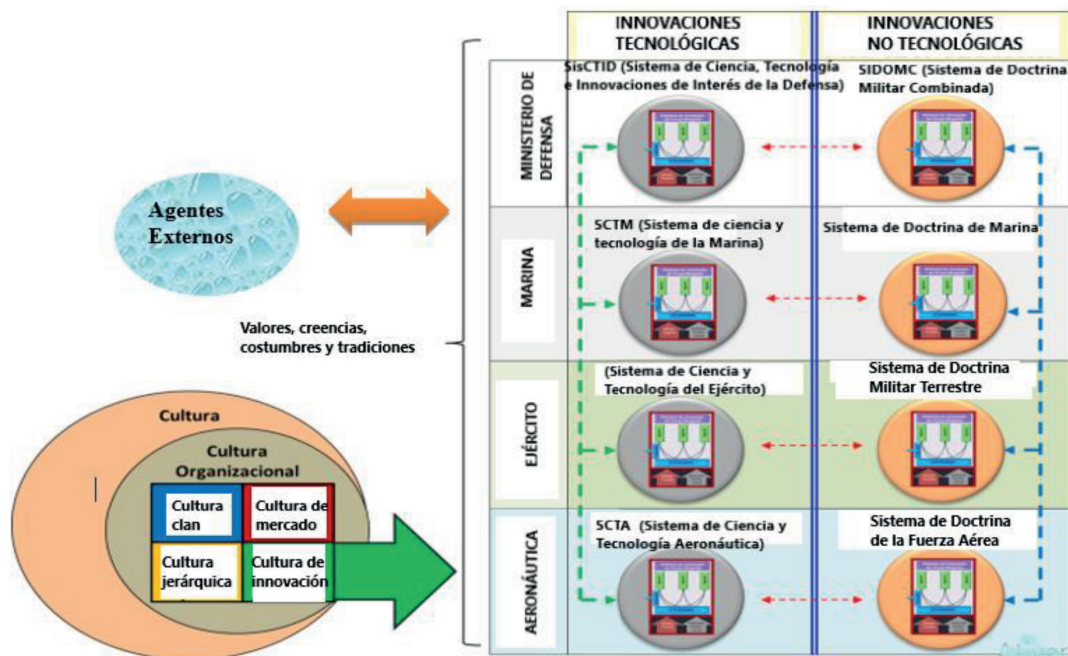 INNOVACIONES
TECNOLÓGICAS
INNOVACIONES
NO TECNOLÓGICAS
MINISTERIO DE
DEFENSA
SisCTID (Sistema de Ciencia, Tecnología
e Innovaciones de Interés de la Defensa)
SIDOMC (Sistema de Doctrina
Militar Combinada)
Agentes
Externos
MARINA
SCTM (Sistema de ciencia y
tecnología de la Marina)
Sistema de Doctrina de Marina
Valores, creencias,
costumbres y tradiciones
EJÉRCITO
(Sistema de Ciencia y
Tecnología del Ejército)
Sistema de Doctrina
Militar Terrestre
Cultura
Cultura
Organizacional
Cultura
clan
Cultura de
mercado
Cultura
jerárquica
Cultura de
innovación
AERONÁUTICA
SCTA (Sistema de Ciencia y
Tecnología Aeronáutica)
Sistema de Doctrina
de la Fuerza Aérea